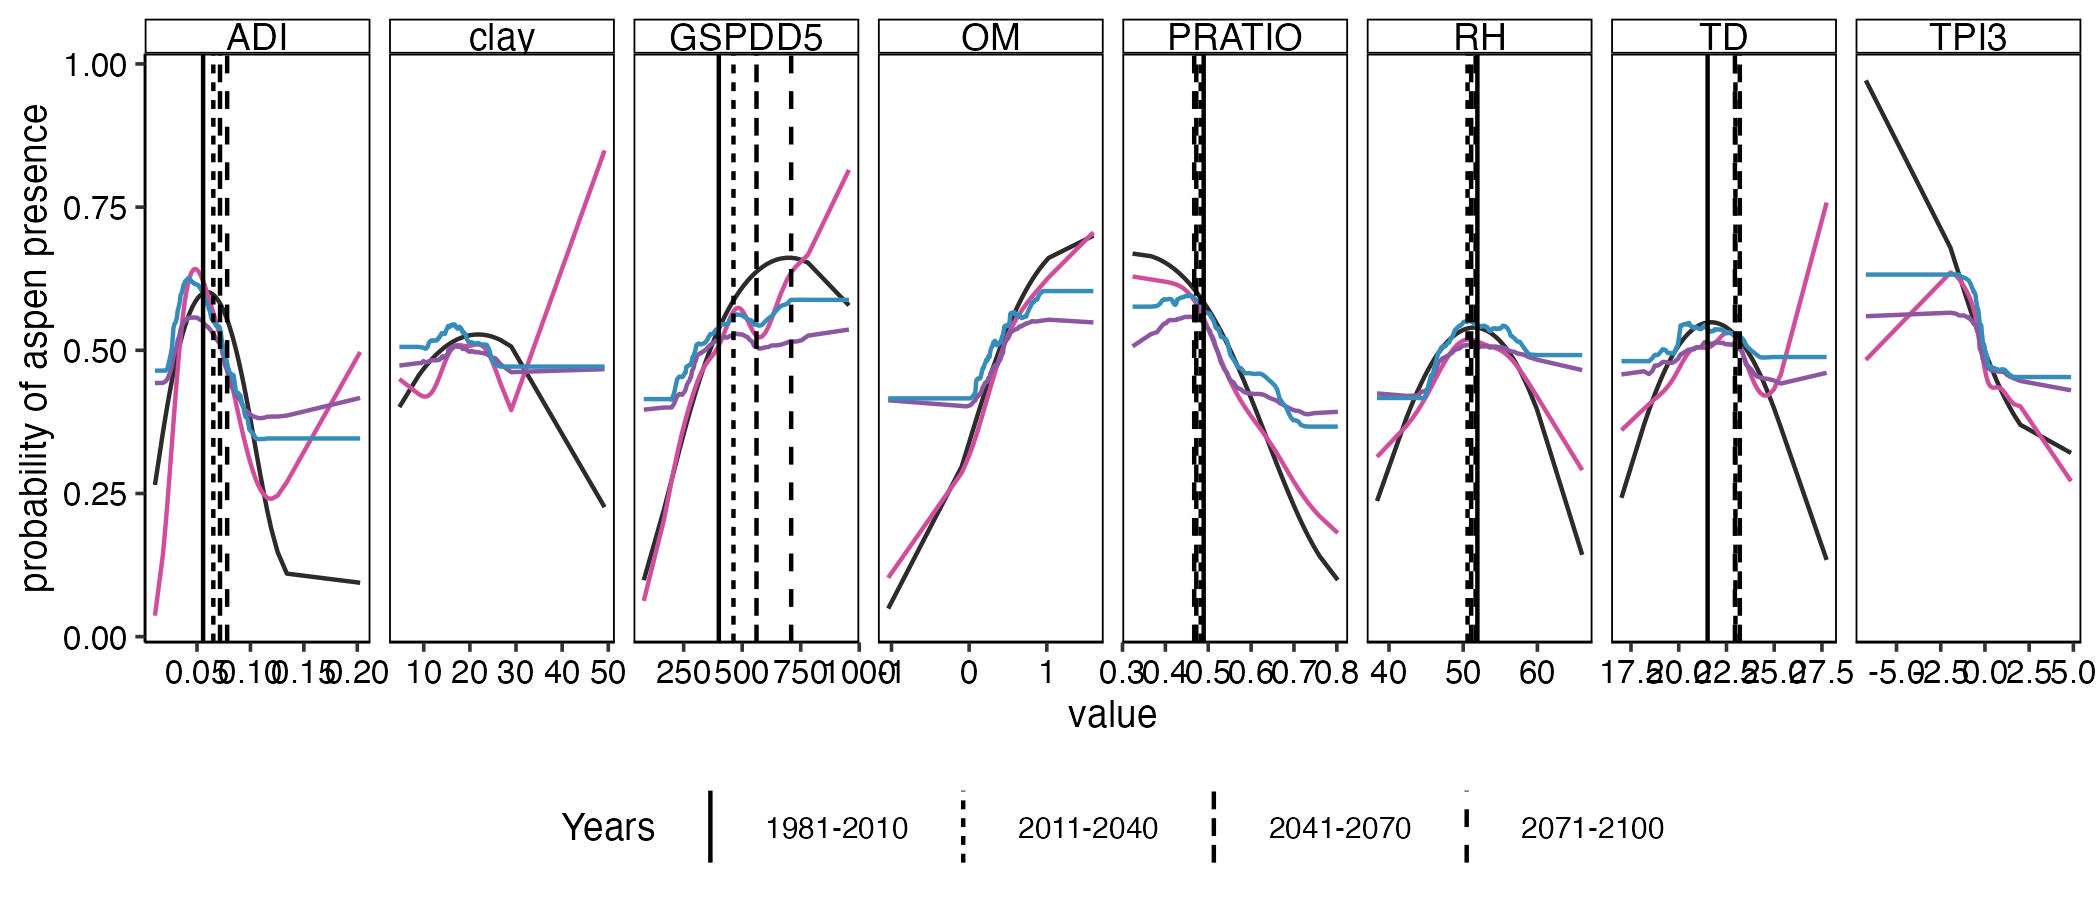 ADI clay GSPDD5 OM PRATIO RH TD TPI3
1.00
0.75
0.50
0.25
0.00
probability of aspen presence
0.05 0.10 0.15 0.20 10 20 30 40 50 250 500 750 1000 -1 0 1 0.3 0.4 0.5 0.6 0.7 0.8 40 50 60 17.5 20.0 22.5 25.0 27.5 -5.0 -2.5 0.0 2.5 5.0
value
Years 1981-2010 2011-2040 2041-2070 2071-2100